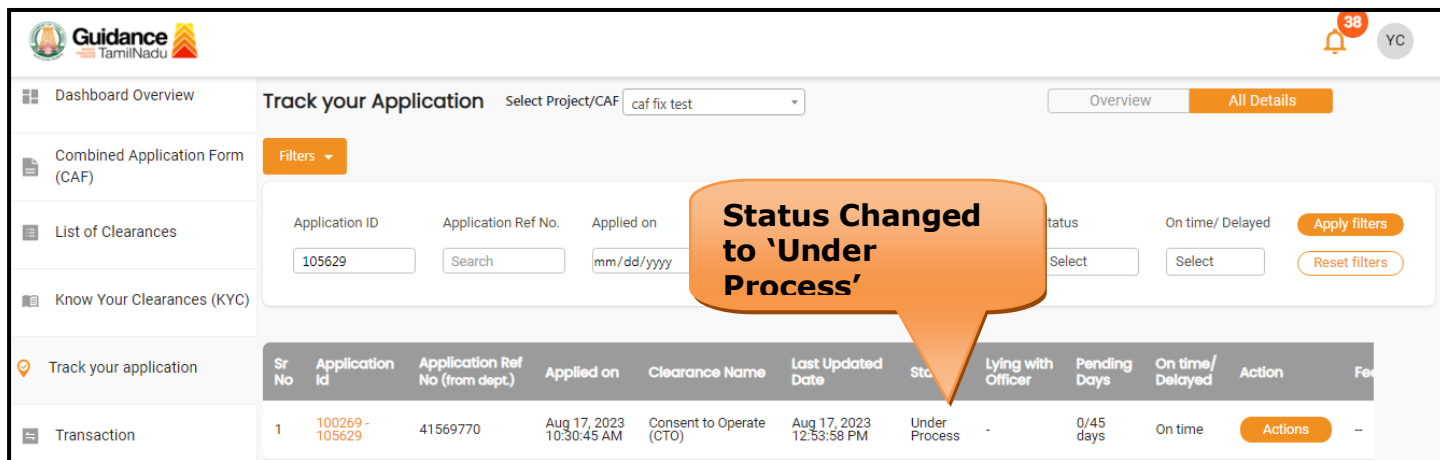 Guidance
TamilNadu
38
YC
Dashboard Overview
Combined Application Form
(CAF)
List of Clearances
Know Your Clearances (KYC)
Track your application
Transaction
Track your Application
Select Project/CAF
caf fix test
Overview
All Details
Filters
Application ID
105629
Application Ref No.
Search
Applied on
mm/dd/yyyy
tatus
Select
On time/ Delayed
Select
Apply filters
Reset filters
Status Changed
to ‘Under
Process’
Sr
No
Application
Id
Application Ref
No (from dept.)
Applied on
Clearance Name
Last Updated
Date
Sta
Lying with
Officer
Pending
Days
On time/
Delayed
Action
Fee
1
100269 -
105629
41569770
Aug 17, 2023
10:30:45 AM
Consent to Operate
(CTO)
Aug 17, 2023
12:53:58 PM
Under
Process
-
0/45
days
On time
Actions
--